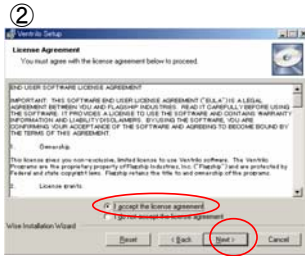 ②
Ventrilo Setup
License Agreement
You must agree with the license agreement below to proceed.
END USER SOFTWARE LICENSE AGREEMENT
IMPORTANT: THIS SOFTWARE END USER LICENSE AGREEMENT ("EULA") IS A LEGAL
AGREEMENT BETWEEN YOU AND FLAGSHIP INDUSTRIES. READ IT CAREFULLY BEFORE USING
THE SOFTWARE. IT PROVIDES A LICENSE TO USE THE SOFTWARE AND CONTAINS WARRANTY
INFORMATION AND LIABILITY DISCLAIMERS. BY USING THE SOFTWARE, YOU ARE
CONFIRMING YOUR ACCEPTANCE OF THE SOFTWARE AND AGREEING TO BECOME BOUND BY
THE TERMS OF THIS AGREEMENT.
1. Ownership.
This license gives you non-exclusive, limited license to use Ventrilo software. The Ventrilo
Programs are the proprietary property of Flagship Industries, Inc. ("Flagship") and are protected by
Federal and state copyright laws. Flagship retains the title to and ownership of the programs
2. License grants.
I accept the license agreement
I do not accept the license agreement
Wise Installation Wizard
Reset
< Back
Next >
Cancel